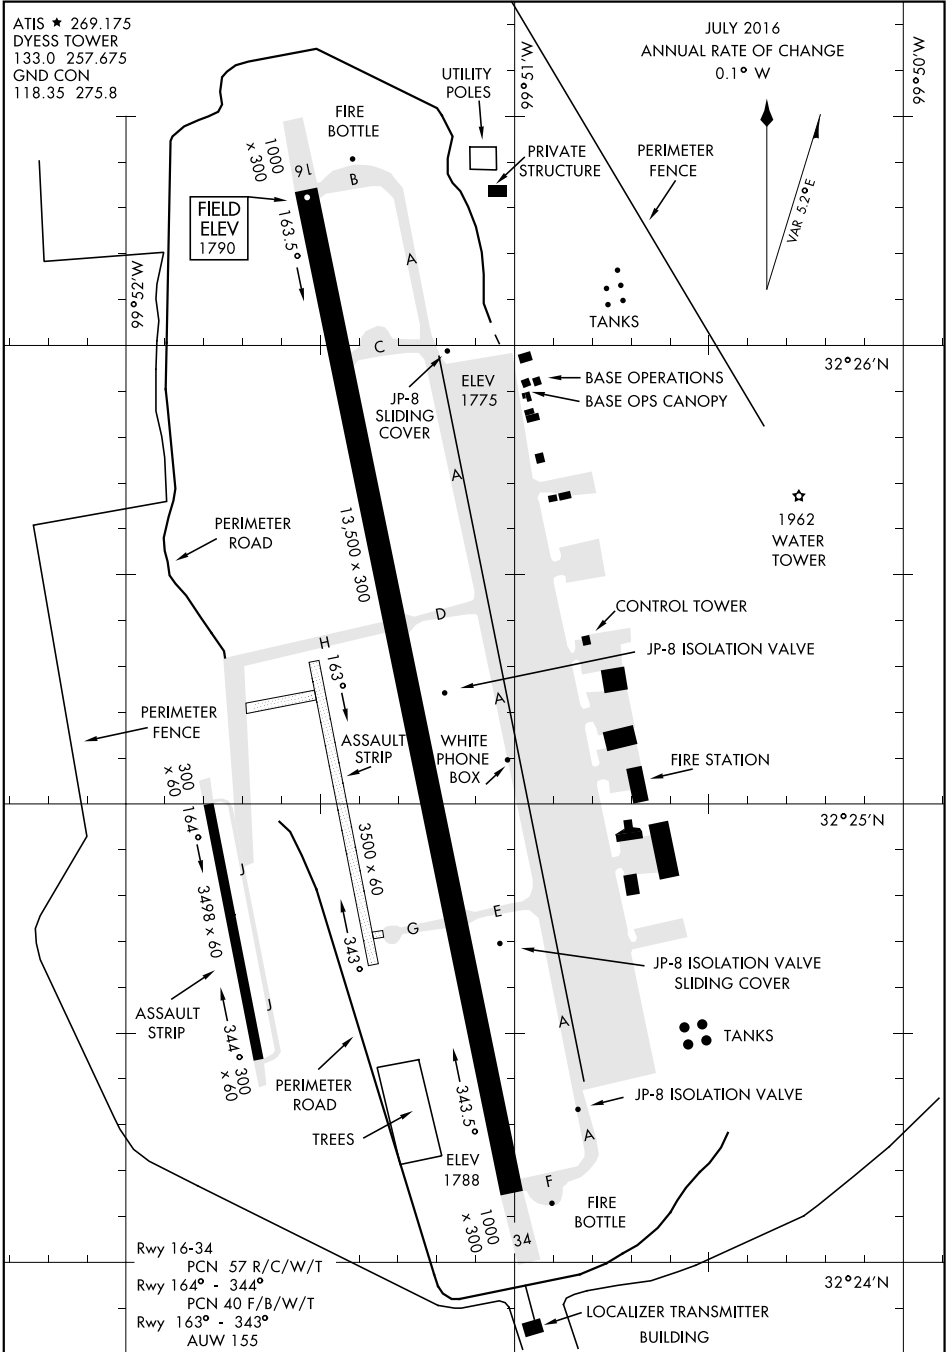 ATIS ★ 269.175
DYESS TOWER
133.0 257.675
GND CON
118.35 275.8
JULY 2016
ANNUAL RATE OF CHANGE
0.1° W
99°51'W
99°50'W
UTILITY
POLES
FIRE
BOTTLE
1000
x 300
16
B
PRIVATE
STRUCTURE
PERIMETER
FENCE
VAR 5.2°E
FIELD
ELEV
1790
163.5°
A
99°52'W
TANKS
C
32°26'N
JP-8
SLIDING
COVER
ELEV
1775
BASE OPERATIONS
BASE OPS CANOPY
A
13,500 x 300
PERIMETER
ROAD
1962
WATER
TOWER
D
CONTROL TOWER
H
163°
JP-8 ISOLATION VALVE
A
PERIMETER
FENCE
ASSAULT
STRIP
WHITE
PHONE
BOX
FIRE STATION
300
x 60
164°
32°25'N
3498 x 60
J
3500 x 60
G
E
343°
JP-8 ISOLATION VALVE
SLIDING COVER
ASSAULT
STRIP
J
A
TANKS
344°
300
x 60
PERIMETER
ROAD
343.5°
JP-8 ISOLATION VALVE
TREES
A
ELEV
1788
F
FIRE
BOTTLE
1000
x 300
34
Rwy 16-34
PCN 57 R/C/W/T
Rwy 164° - 344°
PCN 40 F/B/W/T
Rwy 163° - 343°
AUW 155
32°24'N
LOCALIZER TRANSMITTER
BUILDING